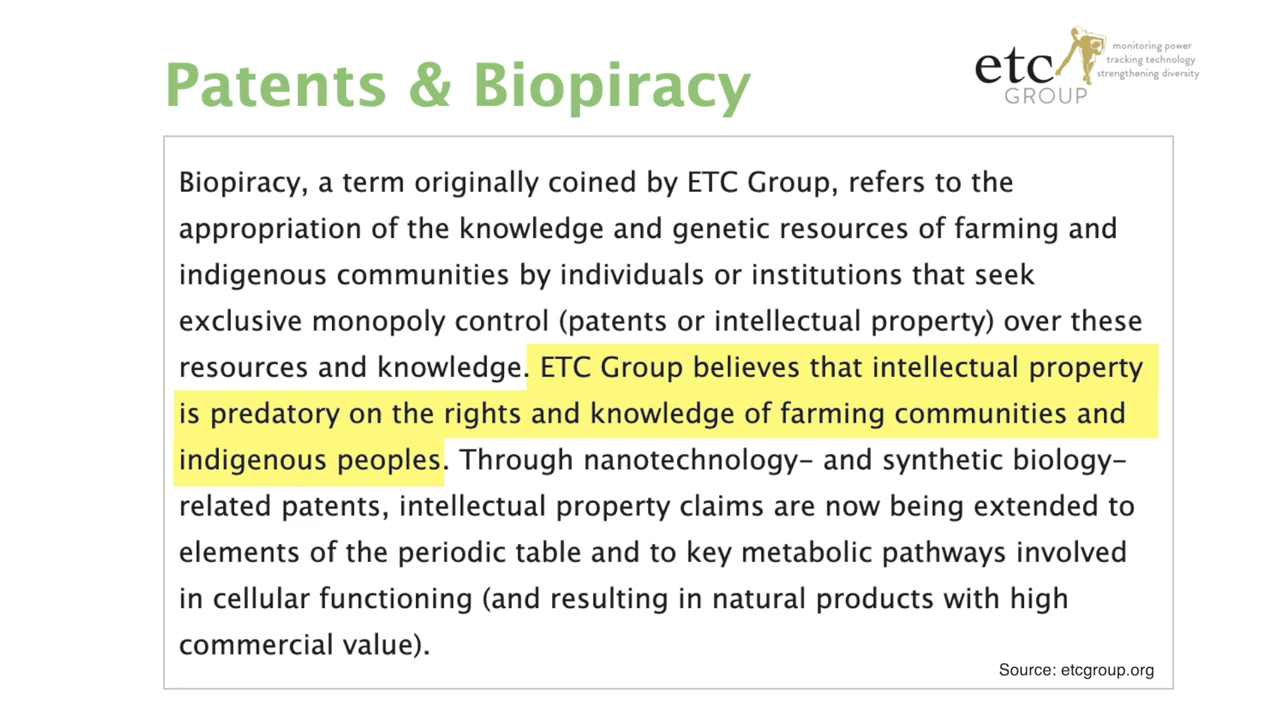 Patents & Biopiracy
etc
GROUP
monitoring power
tracking technology
strengthening diversity
Biopiracy, a term originally coined by ETC Group, refers to the
appropriation of the knowledge and genetic resources of farming and
indigenous communities by individuals or institutions that seek
exclusive monopoly control (patents or intellectual property) over these
resources and knowledge. ETC Group believes that intellectual property
is predatory on the rights and knowledge of farming communities and
indigenous peoples. Through nanotechnology- and synthetic biology-
related patents, intellectual property claims are now being extended to
elements of the periodic table and to key metabolic pathways involved
in cellular functioning (and resulting in natural products with high
commercial value).
Source: etcgroup.org